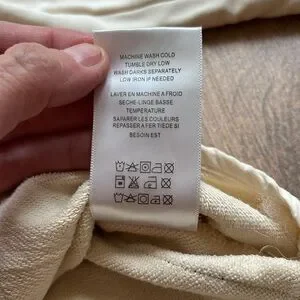 MACHINE WASH COLD
TUMBLE DRY LOW
WASH DARKS SEPARATELY
LOW IRON IF NEEDED
LAVER EN MACHINE A FROID
SECHE-LINGE BASSE
TEMPERATURE
SAPARER LES COULEURS
REPASSER A FER TIEDE SI
BESOIN EST